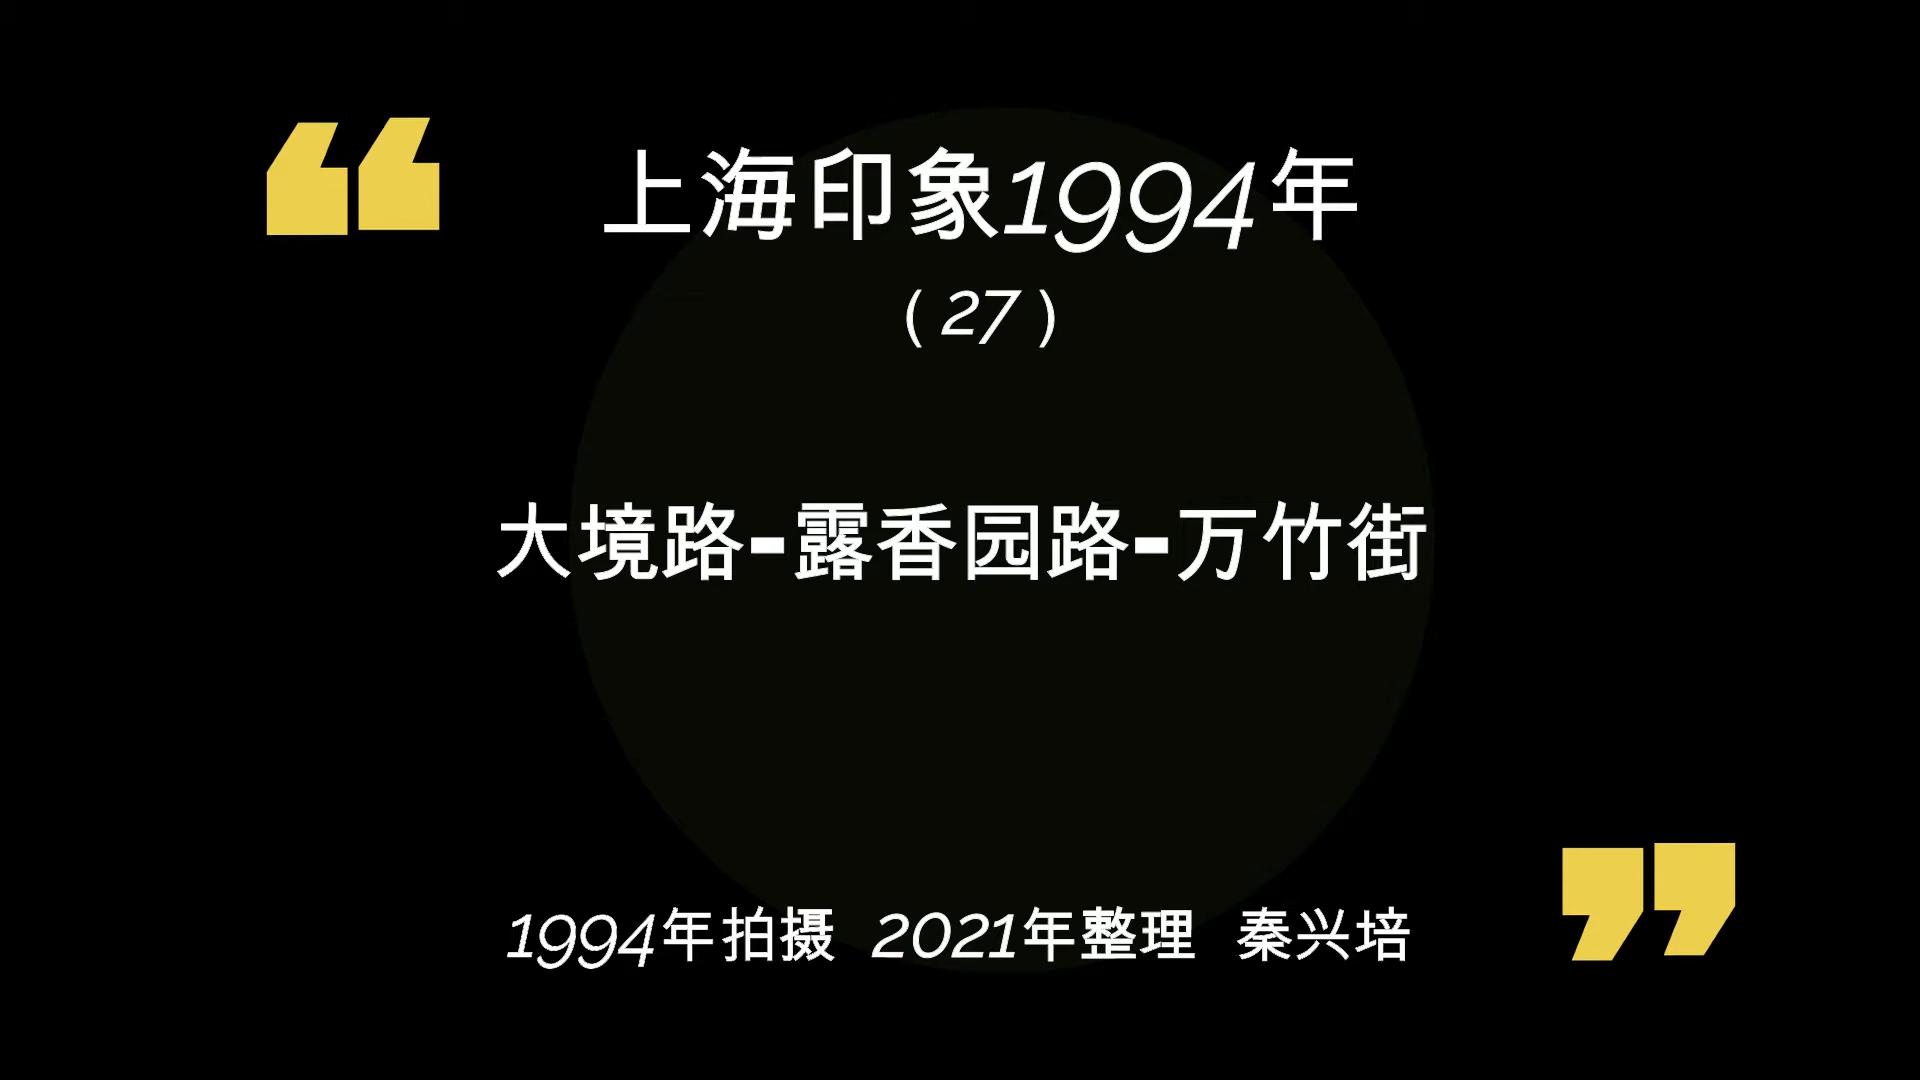 上海印象1994年
（27）
大境路-露香园路-万竹街
1994年拍摄 2021年整理 秦兴培